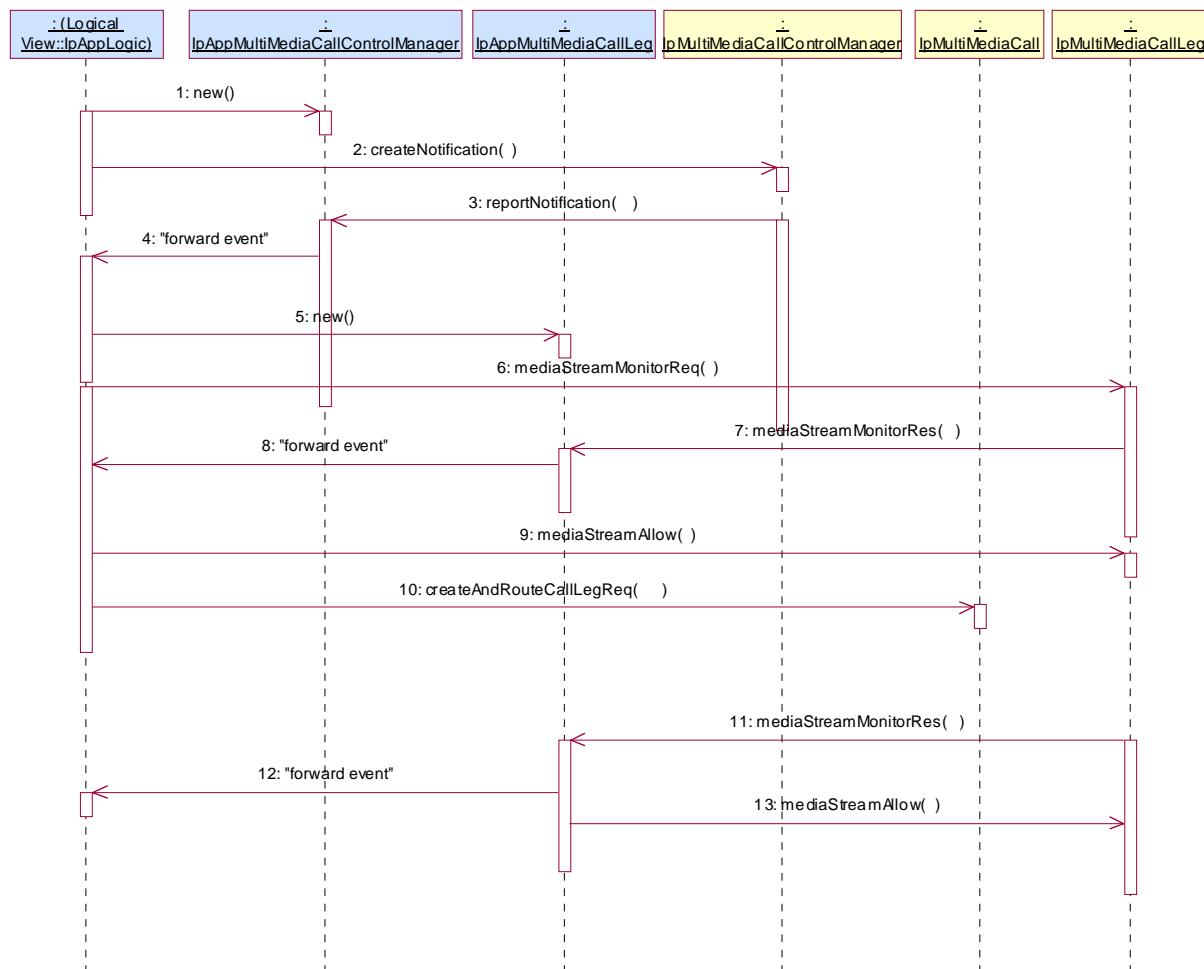 : (Logical
View::IpAppLogic)
:
IpAppMultiMediaCallControlManager
:
IpAppMultiMediaCallLeg
:
IpMultiMediaCallControlManager
:
IpMultiMediaCall
:
IpMultiMediaCallLeg
1: new()
2: createNotification( )
3: reportNotification( )
4: "forward event"
5: new()
6: mediaStreamMonitorReq( )
7: mediaStreamMonitorRes( )
8: "forward event"
9: mediaStreamAllow( )
10: createAndRouteCallLegReq( )
11: mediaStreamMonitorRes( )
12: "forward event"
13: mediaStreamAllow( )